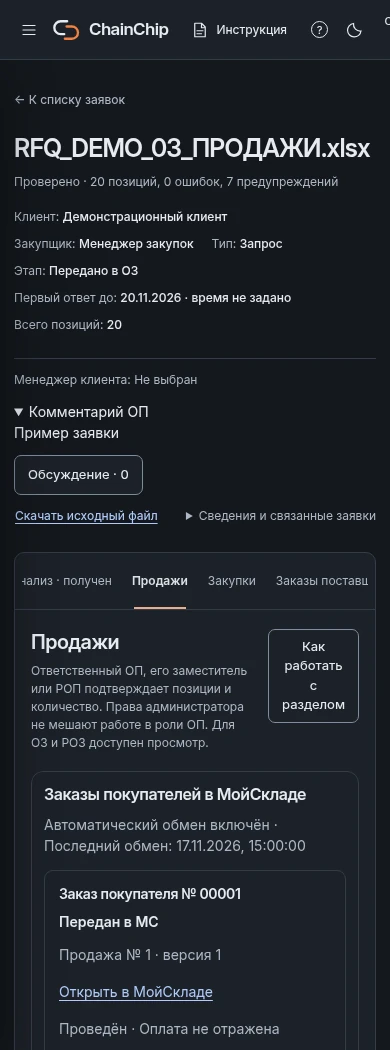 ChainChip
Инструкция
?
← К списку заявок
RFQ_DEMO_03_ПРОДАЖИ.xlsx
Проверено · 20 позиций, 0 ошибок, 7 предупреждений
Клиент: Демонстрационный клиент
Закупщик: Менеджер закупок Тип: Запрос
Этап: Передано в ОЗ
Первый ответ до: 20.11.2026 · время не задано
Всего позиций: 20
Менеджер клиента: Не выбран
▼ Комментарий ОП
Пример заявки
Обсуждение · 0
Скачать исходный файл
▶ Сведения и связанные заявки
нализ · получен Продажи Закупки Заказы поставщ
Продажи
Ответственный ОП, его заместитель
или РОП подтверждает позиции и
количество. Права администратора
не мешают работе в роли ОП. Для
ОЗ и РОЗ доступен просмотр.
Как
работать
с
разделом
Заказы покупателей в МойСкладе
Автоматический обмен включён ·
Последний обмен: 17.11.2026, 15:00:00
Заказ покупателя № 00001
Передан в МС
Продажа № 1 · версия 1
Открыть в МойСкладе
Проведён · Оплата не отражена